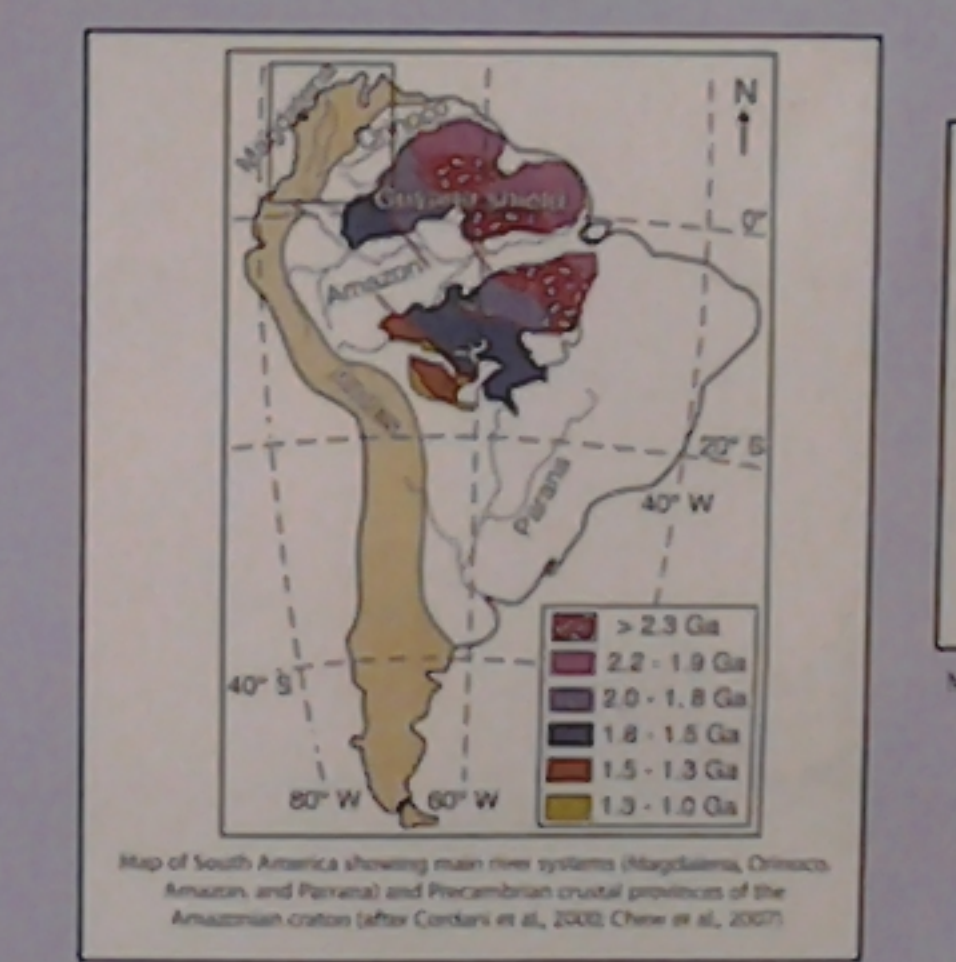 Magdalena
Orinoco
N
Guyana shield
0°
Amazon
20° S
40° W
Parana
> 2.3 Ga
2.2 - 1.9 Ga
40° S
2.0 - 1.8 Ga
1.8 - 1.5 Ga
1.5 - 1.3 Ga
80° W
60° W
1.3 - 1.0 Ga
Map of South America showing main river systems (Magdalena, Orinoco,
Amazon, and Parrana) and Precambrian crustal provinces of the
Amazonian craton (after Cordani et al., 2000; Chew et al., 2007)